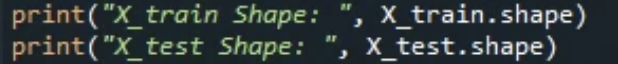 print("X_train Shape: ", X_train.shape)
print("X_test Shape: ", X_test.shape)